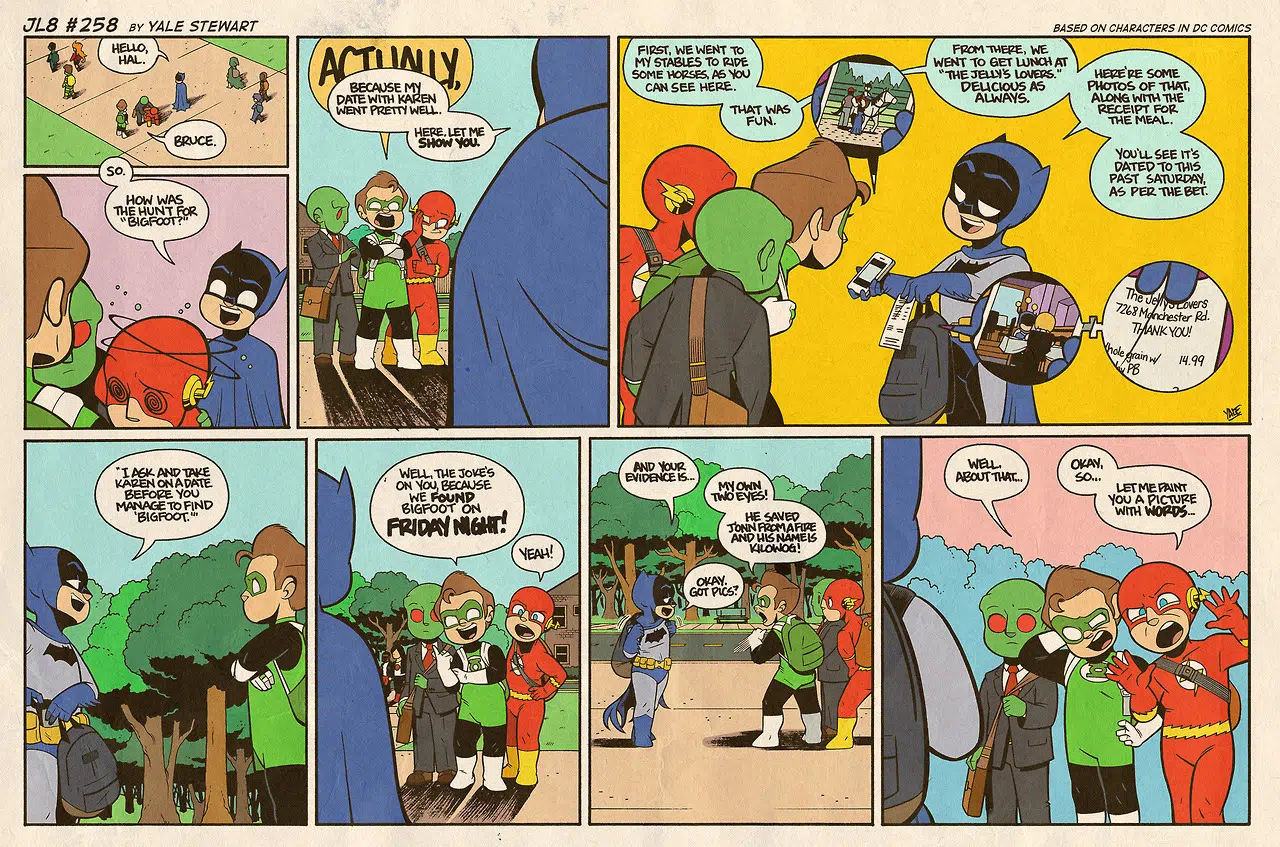 JL8 #258 BY YALE STEWART
BASED ON CHARACTERS IN DC COMICS
HELLO,
HAL.
BRUCE.
SO.
HOW WAS
THE HUNT FOR
"BIGFOOT?"
ACTUALLY,
BECAUSE MY
DATE WITH KAREN
WENT PRETTY WELL.
HERE, LET ME
SHOW YOU.
FIRST, WE WENT TO
MY STABLES TO RIDE
SOME HORSES, AS YOU
CAN SEE HERE.
THAT WAS
FUN.
FROM THERE, WE
WENT TO GET LUNCH AT
"THE JELLY'S LOVERS."
DELICIOUS AS
ALWAYS.
HERE'RE SOME
PHOTOS OF THAT,
ALONG WITH THE
RECEIPT FOR
THE MEAL.
YOU'LL SEE IT'S
DATED TO THIS
PAST SATURDAY,
AS PER THE BET.
The Jelly's Lovers
7268 Manchester Rd.
THANK YOU!
whole grain w/ 14.99
PB
YALE
"I ASK AND TAKE
KAREN ON A DATE
BEFORE YOU
MANAGE TO FIND
'BIGFOOT.'"
WELL, THE JOKE'S
ON YOU, BECAUSE
WE FOUND
BIGFOOT ON
FRIDAY NIGHT!
YEAH!
AND YOUR
EVIDENCE IS...
MY OWN
TWO EYES!
HE SAVED
J'ONN FROM A FIRE
AND HIS NAME IS
KILOWOG!
OKAY.
GOT PICS?
WELL,
ABOUT THAT...
OKAY,
SO...
LET ME PAINT
YOU A PICTURE
WITH WORDS...